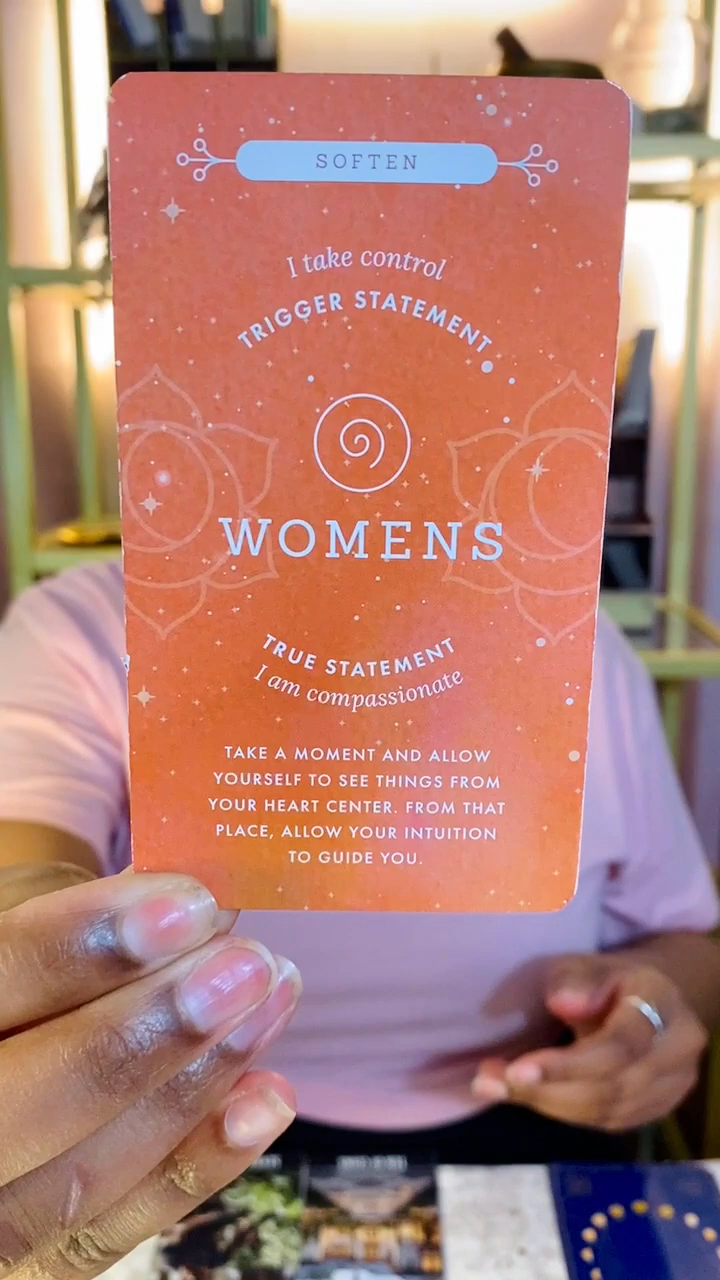 SOFTEN
I take control
TRIGGER STATEMENT
WOMENS
TRUE STATEMENT
I am compassionate
TAKE A MOMENT AND ALLOW
YOURSELF TO SEE THINGS FROM
YOUR HEART CENTER. FROM THAT
PLACE, ALLOW YOUR INTUITION
TO GUIDE YOU.